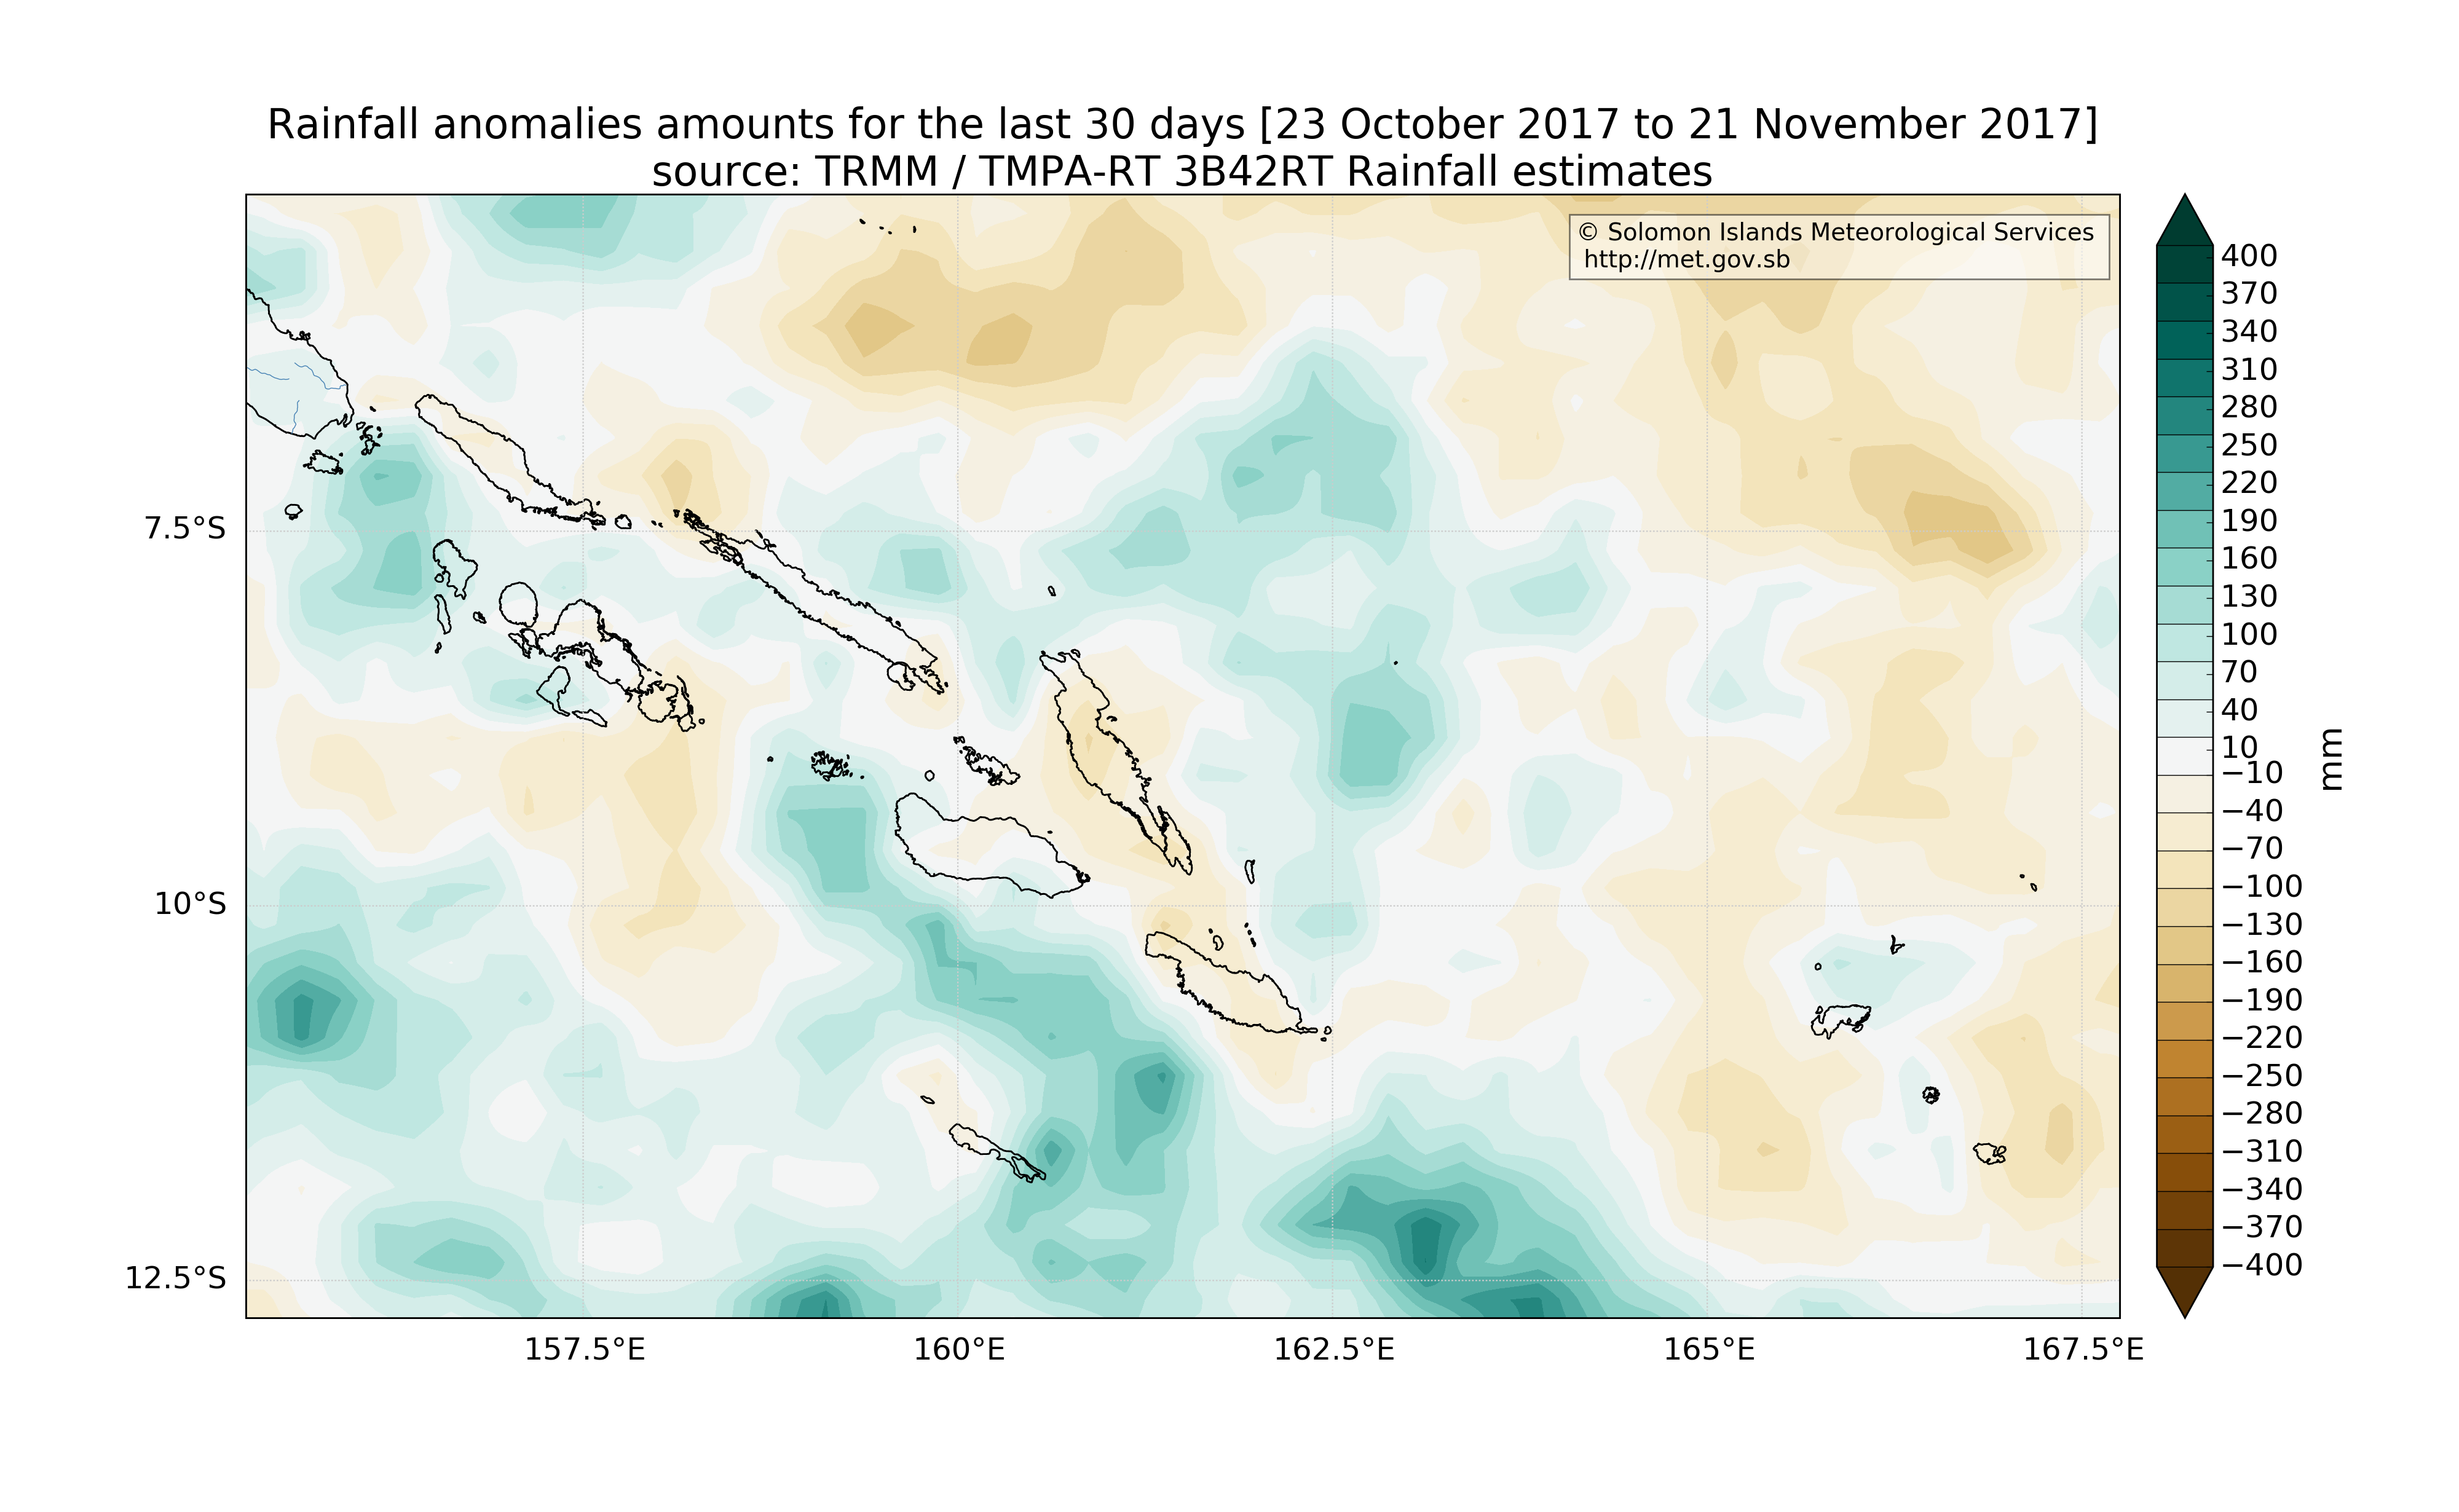 Rainfall anomalies amounts for the last 30 days [23 October 2017 to 21 November 2017]
source: TRMM / TMPA-RT 3B42RT Rainfall estimates
© Solomon Islands Meteorological Services
http://met.gov.sb
7.5°S
10°S
12.5°S
157.5°E
160°E
162.5°E
165°E
167.5°E
400
370
340
310
280
250
220
190
160
130
100
70
40
10
−10
−40
−70
−100
−130
−160
−190
−220
−250
−280
−310
−340
−370
−400
mm